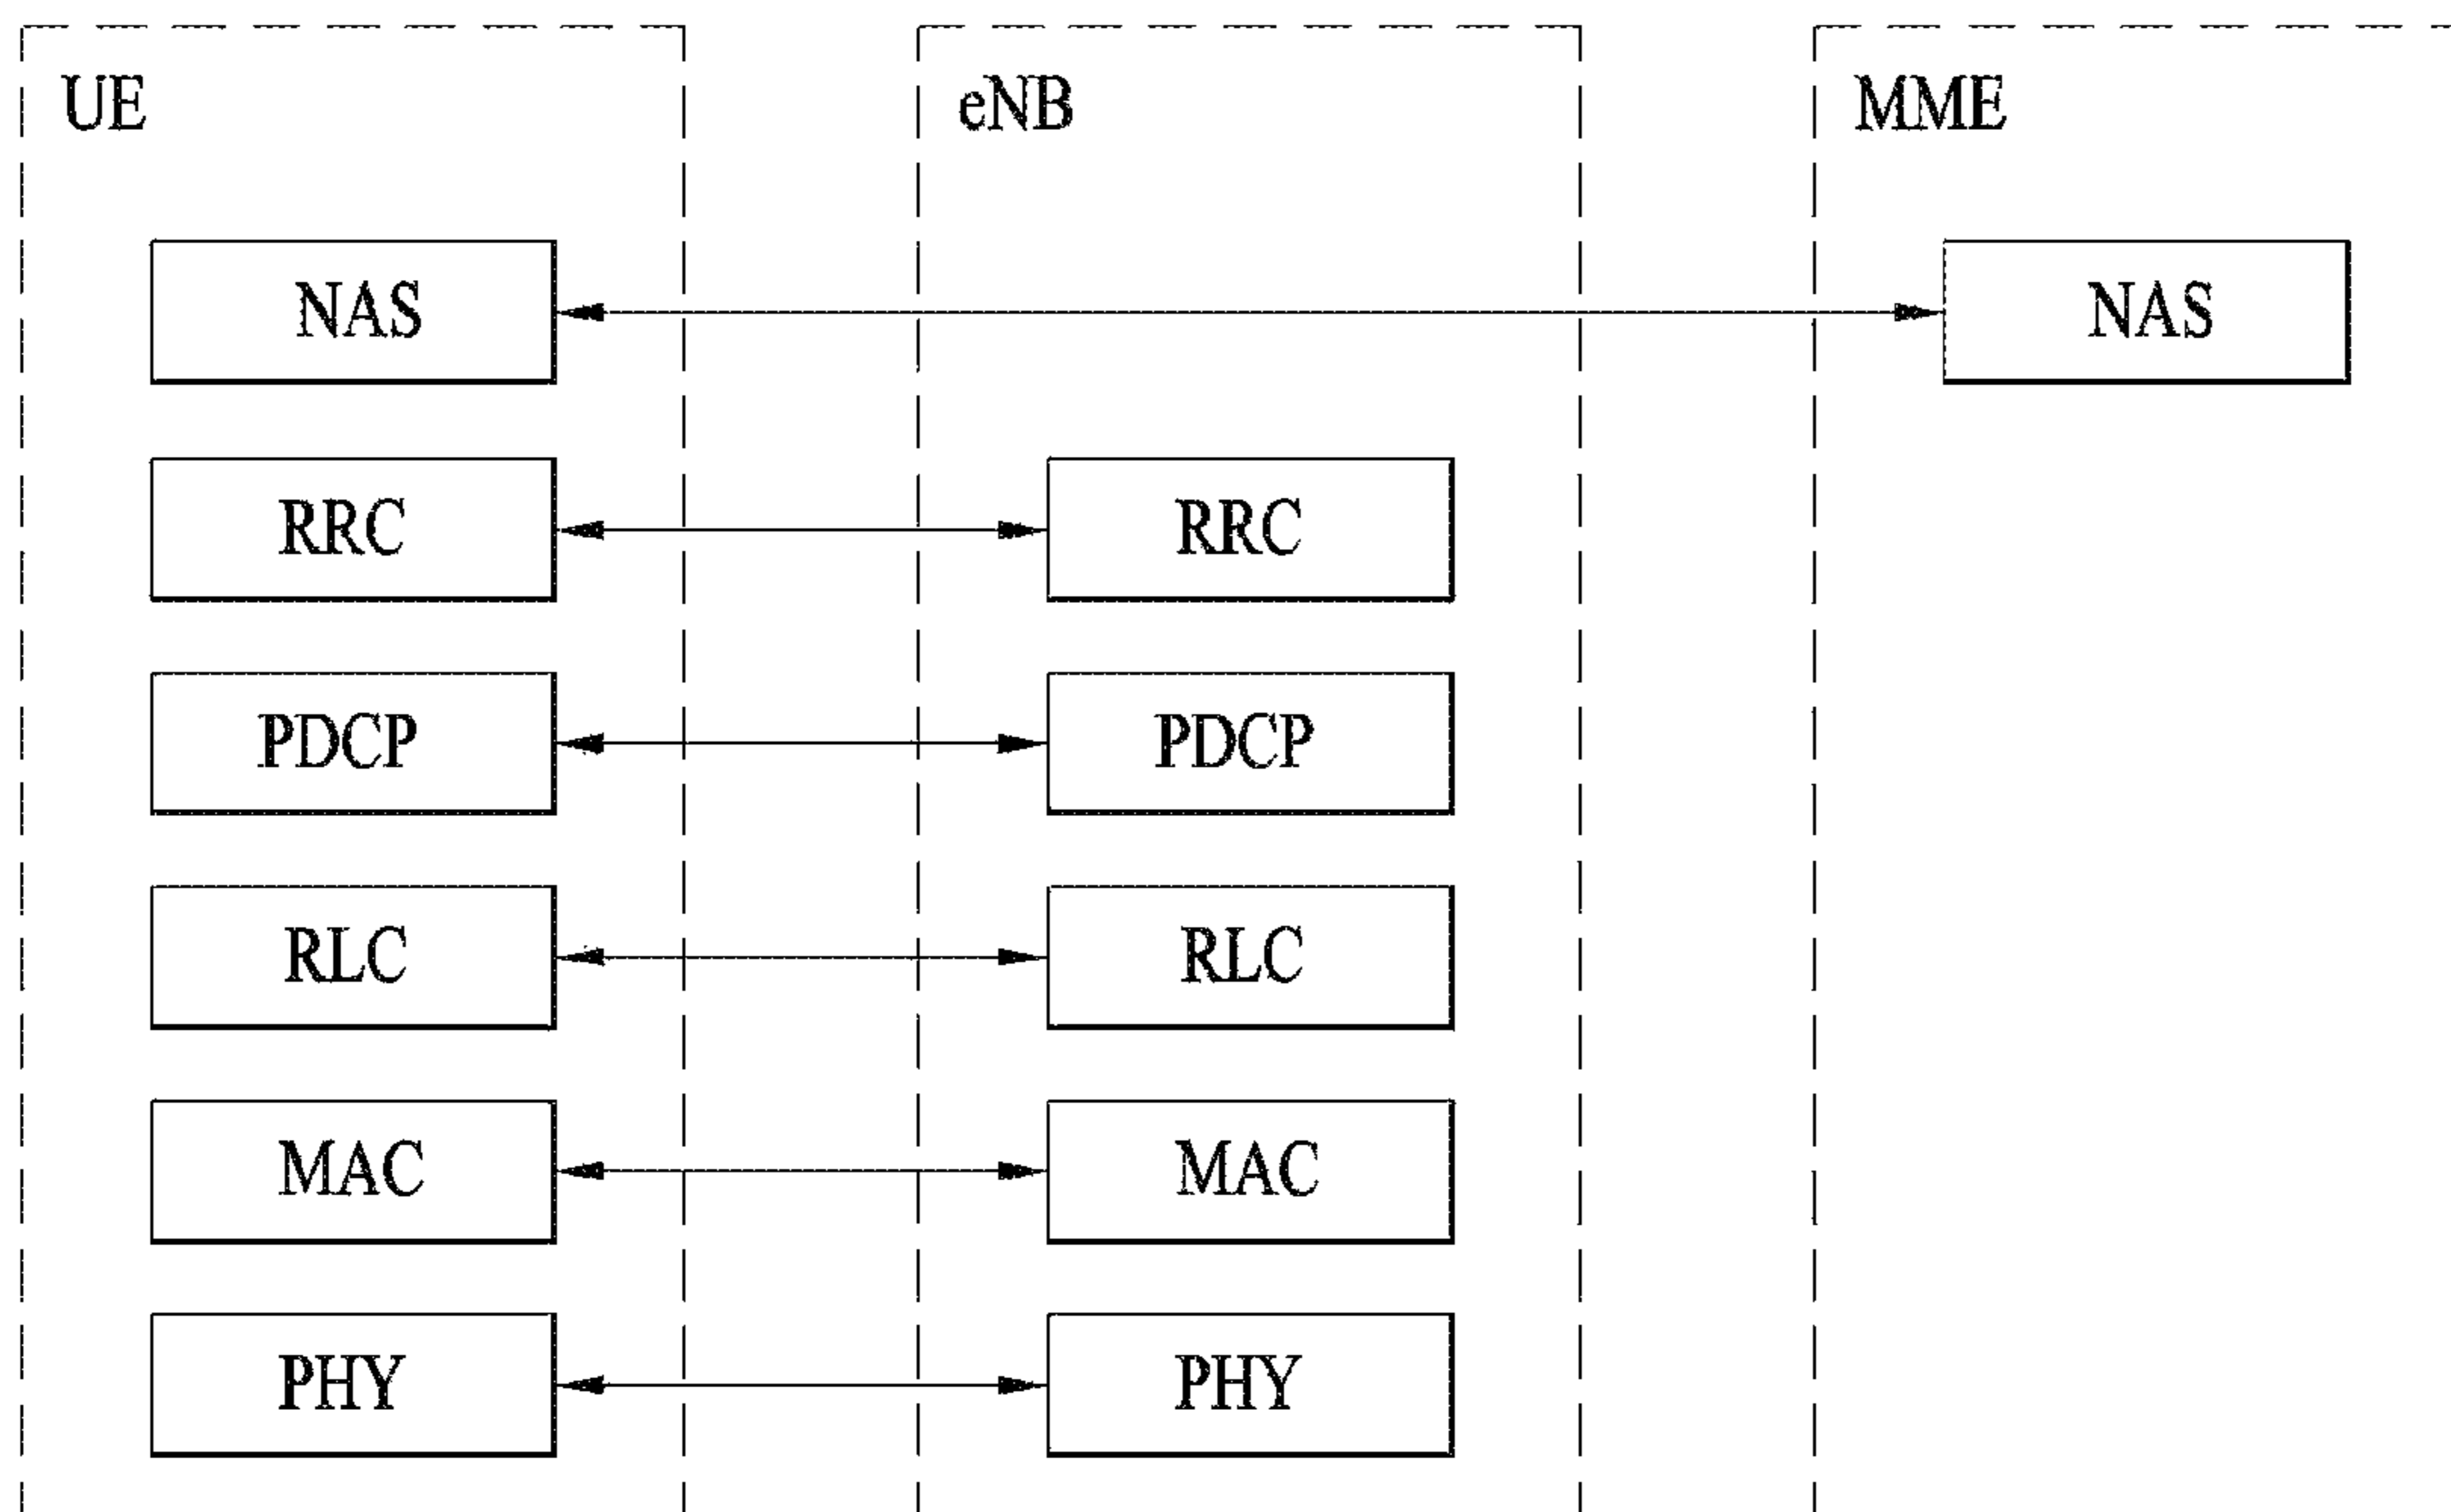 UE eNB MME
NAS NAS
RRC RRC
PDCP PDCP
RLC RLC
MAC MAC
PHY PHY